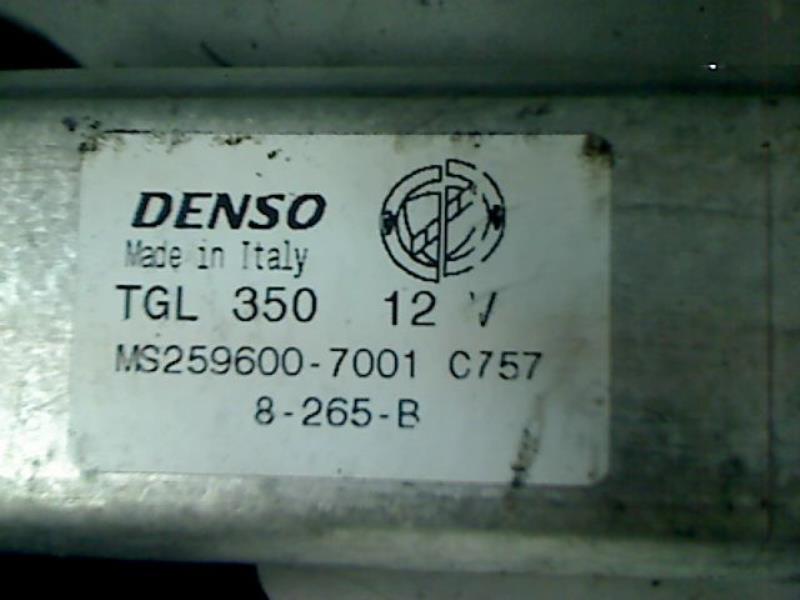 DENSO
Made in Italy
TGL 350 12 V
MS259600-7001 C757
8-265-B